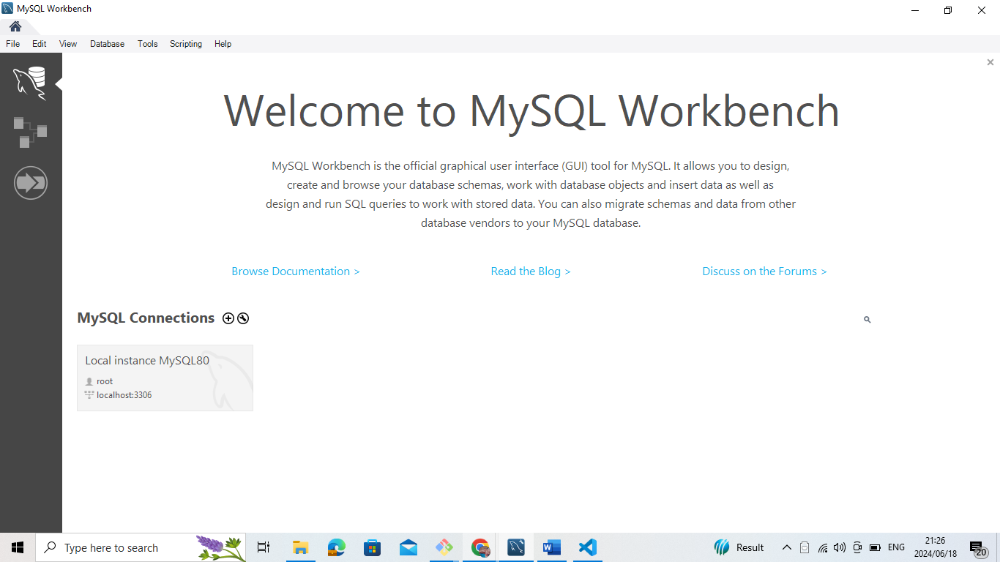 MySQL Workbench
File Edit View Database Tools Scripting Help
Welcome to MySQL Workbench
MySQL Workbench is the official graphical user interface (GUI) tool for MySQL. It allows you to design,
create and browse your database schemas, work with database objects and insert data as well as
design and run SQL queries to work with stored data. You can also migrate schemas and data from other
database vendors to your MySQL database.
Browse Documentation > Read the Blog > Discuss on the Forums >
MySQL Connections
Local instance MySQL80
root
localhost:3306
Type here to search
Result
ENG
21:26
2024/06/18
20